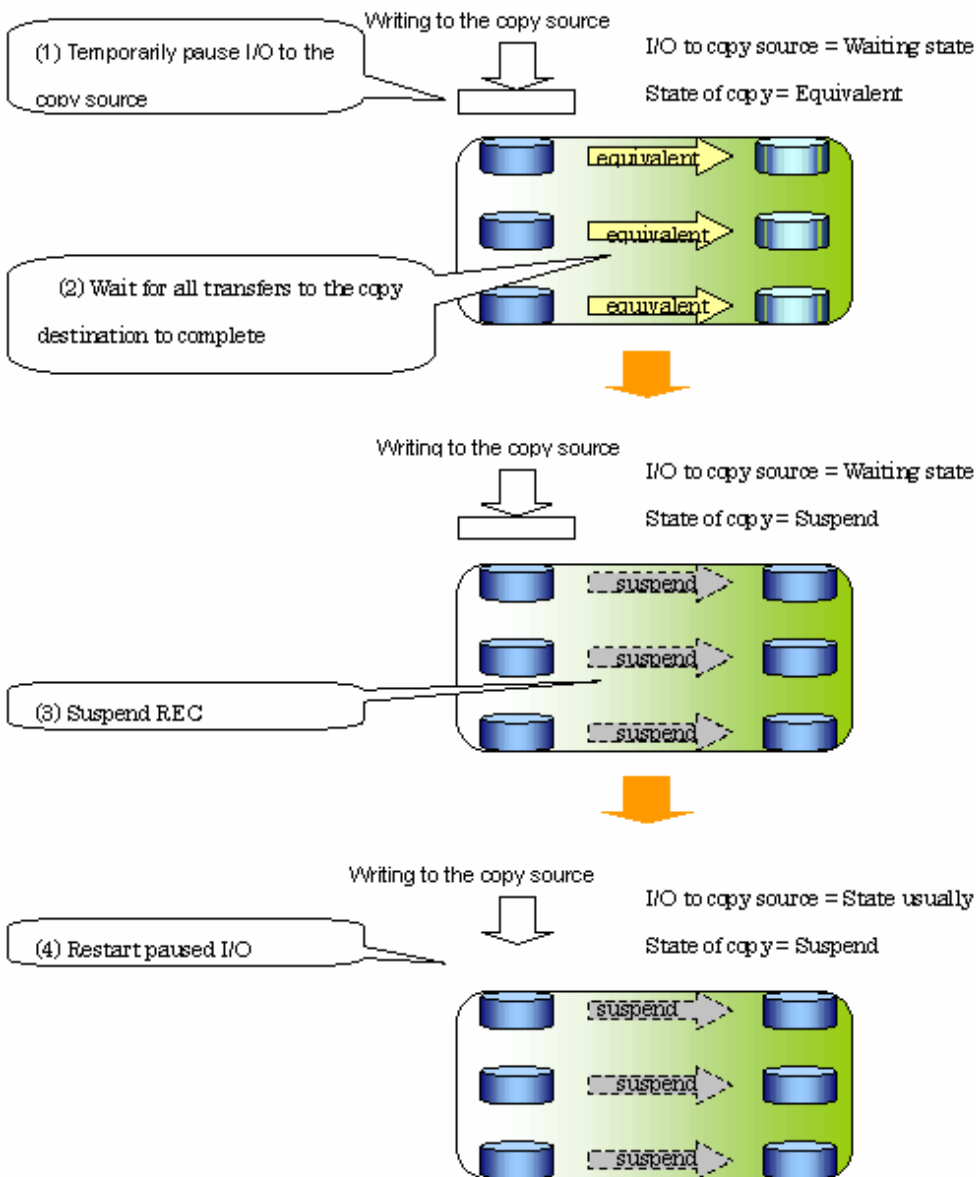 Writing to the copy source
(1) Temporarily pause I/O to the
copy source
I/O to copy source = Waiting state
State of copy = Equivalent
equivalent
equivalent
equivalent
(2) Wait for all transfers to the copy
destination to complete
Writing to the copy source
I/O to copy source = Waiting state
State of copy = Suspend
suspend
suspend
suspend
(3) Suspend REC
Writing to the copy source
I/O to copy source = State usually
State of copy = Suspend
(4) Restart paused I/O
suspend
suspend
suspend